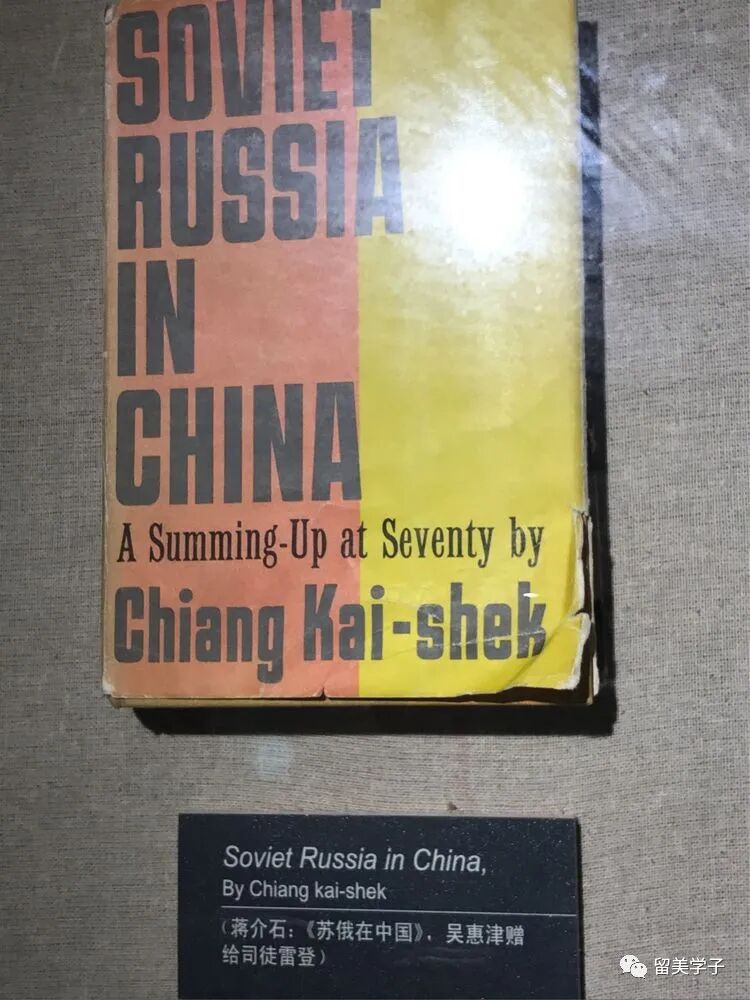 SOVIET
RUSSIA
IN
CHINA
A Summing-Up at Seventy by
Chiang Kai-shek
Soviet Russia in China,
By Chiang kai-shek
（蒋介石：《苏俄在中国》，吴惠津赠
给司徒雷登）
留美学子